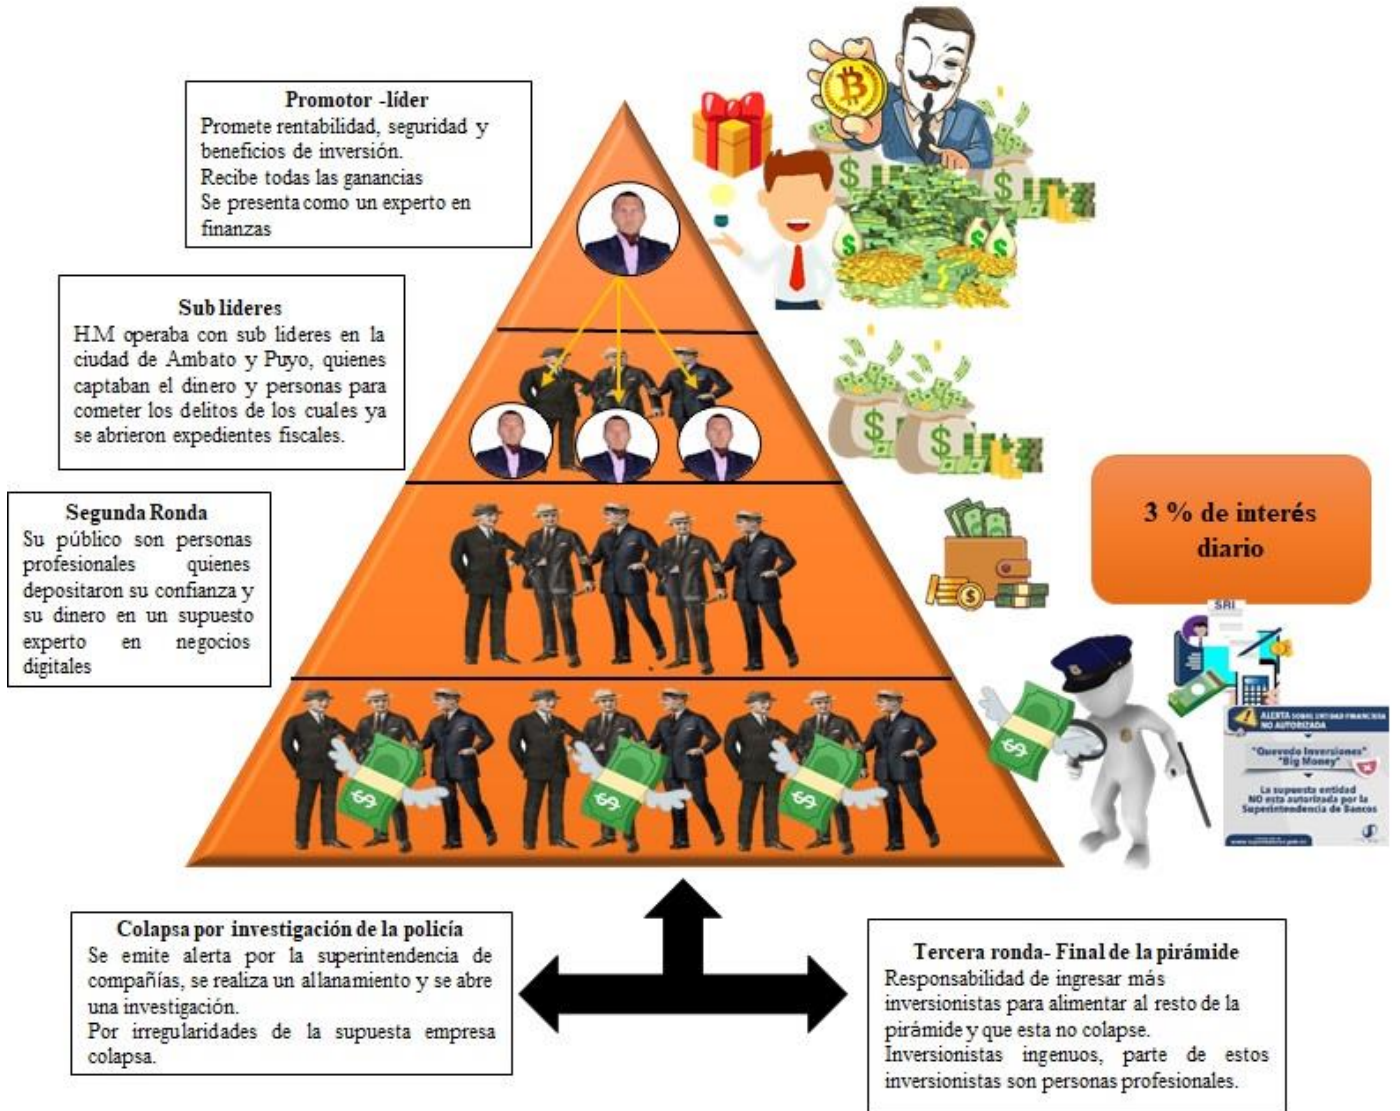 Promotor -líder
Promete rentabilidad, seguridad y
beneficios de inversión.
Recibe todas las ganancias
Se presenta como un experto en
finanzas
Sub lideres
H.M operaba con sub lideres en la
ciudad de Ambato y Puyo, quienes
captaban el dinero y personas para
cometer los delitos de los cuales ya
se abrieron expedientes fiscales.
Segunda Ronda
Su público son personas
profesionales quienes
depositaron su confianza y
su dinero en un supuesto
experto en negocios
digitales
3 % de interés
diario
SRI
ALERTA SOBRE ENTIDAD FINANCIERA
NO AUTORIZADA
"Quevedo Inversiones"
"Big Money"
La supuesta entidad
NO esta autorizada por la
Superintendencia de Bancos
Colapsa por investigación de la policía
Se emite alerta por la superintendencia de
compañías, se realiza un allanamiento y se abre
una investigación.
Por irregularidades de la supuesta empresa
colapsa.
Tercera ronda- Final de la pirámide
Responsabilidad de ingresar más
inversionistas para alimentar al resto de la
pirámide y que esta no colapse.
Inversionistas ingenuos, parte de estos
inversionistas son personas profesionales.